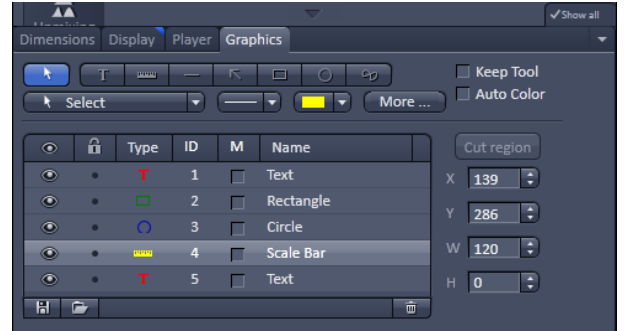 Show all
Dimensions Display Player Graphics
T
Keep Tool
Select More ... Auto Color
Type ID M Name Cut region
T 1 Text X 139
2 Rectangle
3 Circle Y 286
4 Scale Bar W 120
T 5 Text H 0